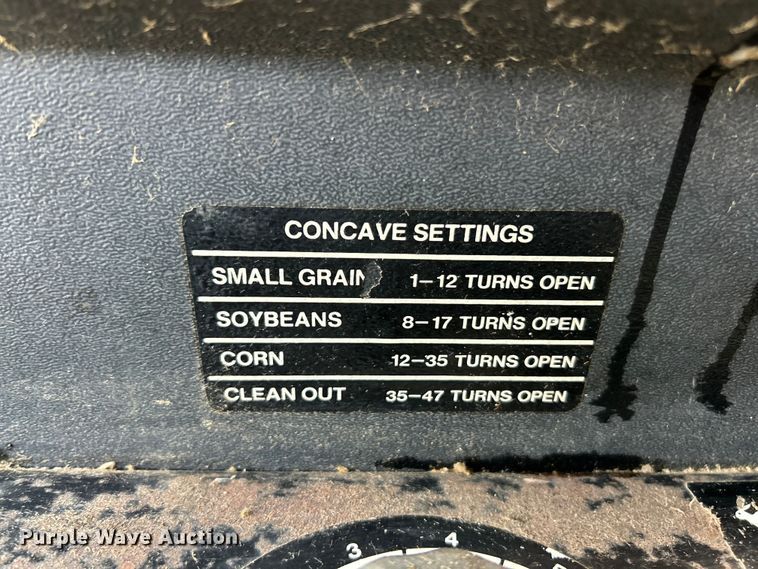 CONCAVE SETTINGS
SMALL GRAIN 1–12 TURNS OPEN
SOYBEANS 8–17 TURNS OPEN
CORN 12–35 TURNS OPEN
CLEAN OUT 35–47 TURNS OPEN
3 4
Purple Wave Auction